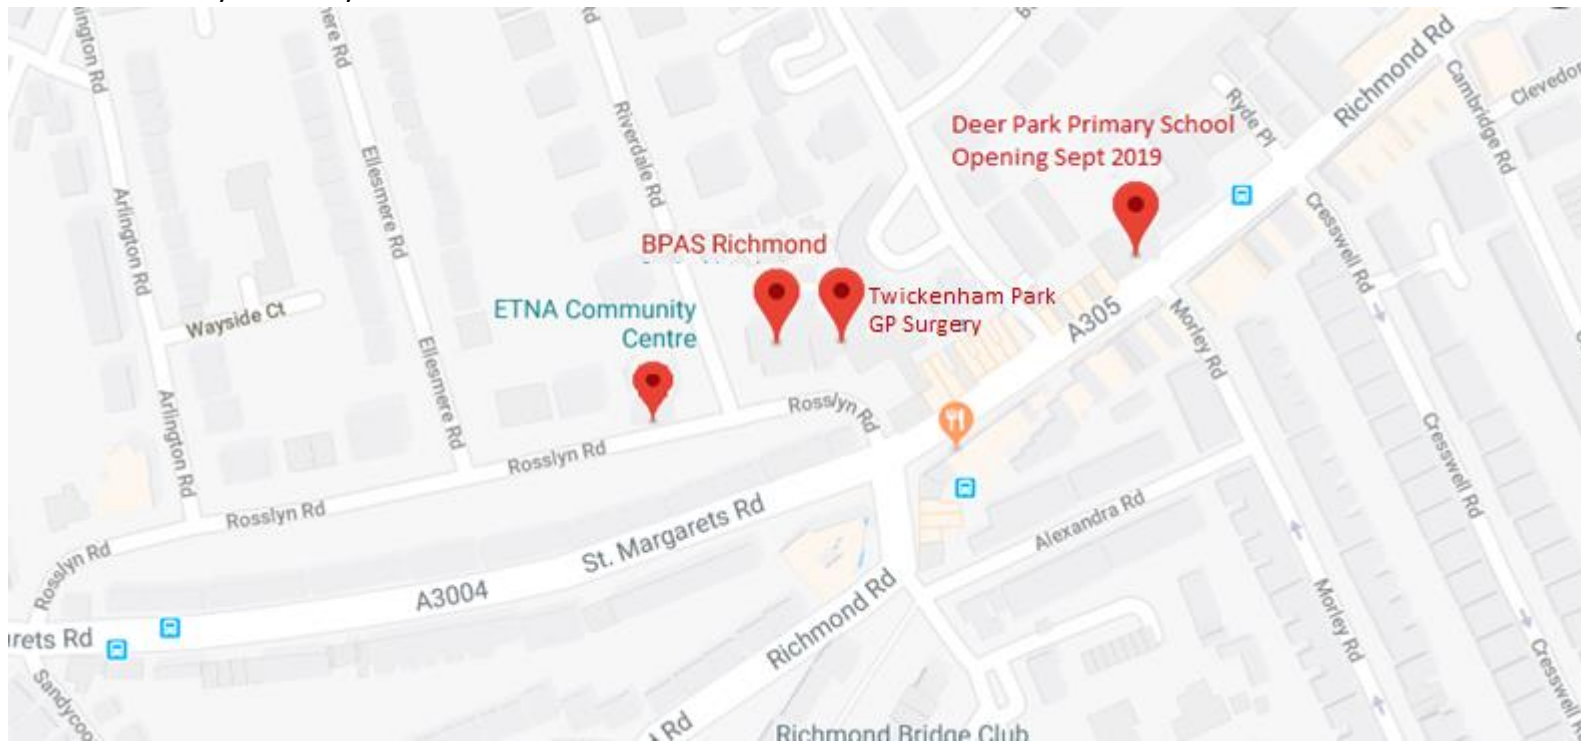 Arlington Rd
Ellesmere Rd
Riverdale Rd
Ryde Pl
Richmond Rd
Cambridge Rd
Deer Park Primary School
Opening Sept 2019
Arlington Rd
Ellesmere Rd
Cresswell Rd
BPAS Richmond
Twickenham Park
GP Surgery
ETNA Community
Centre
Wayside Ct
A305
Morley Rd
Arlington Rd
Ellesmere Rd
Rosslyn Rd
Rosslyn Rd
Rosslyn Rd
Rosslyn Rd
St. Margarets Rd
Alexandra Rd
Cresswell Rd
A3004
Richmond Rd
Morley Rd
Cresswell Rd
Rd
Richmond Bridge Club